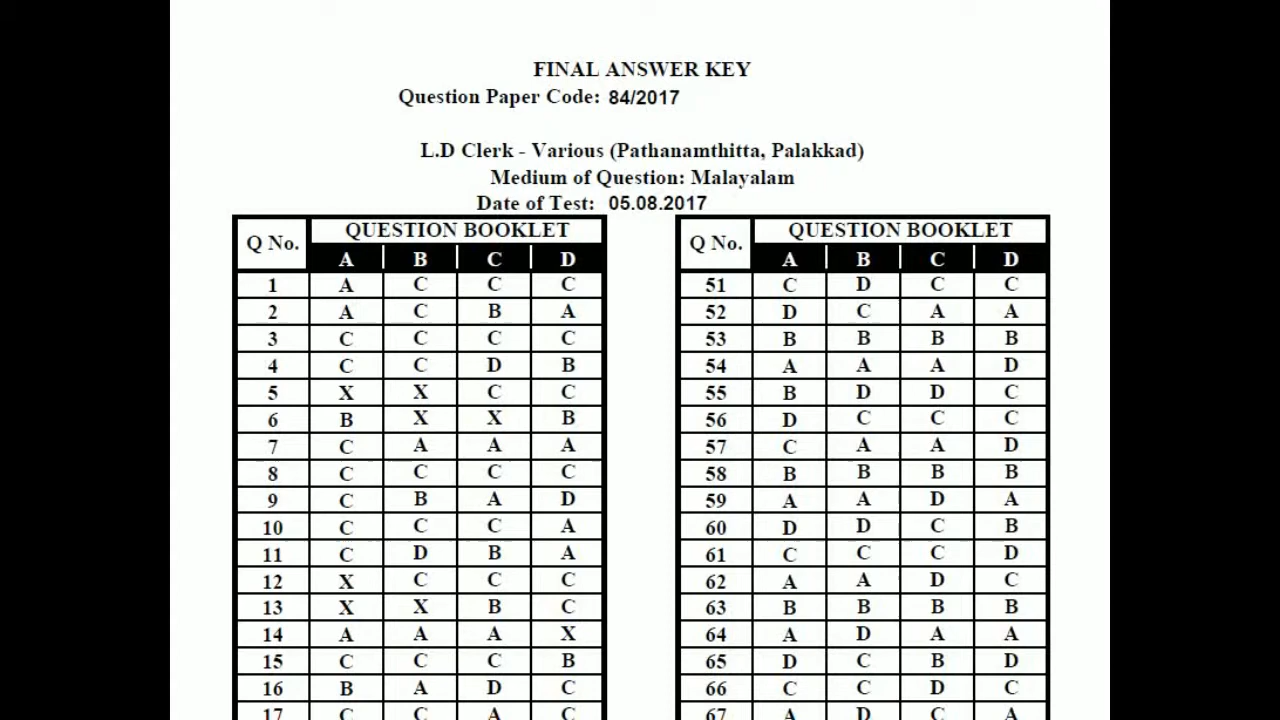 FINAL ANSWER KEY
Question Paper Code: 84/2017
L.D Clerk - Various (Pathanamthitta, Palakkad)
Medium of Question: Malayalam
Date of Test: 05.08.2017
Q No. QUESTION BOOKLET Q No. QUESTION BOOKLET
A B C D A B C D
1 A C C C 51 C D C C
2 A C B A 52 D C A A
3 C C C C 53 B B B B
4 C C D B 54 A A A D
5 X X C C 55 B D D C
6 B X X B 56 D C C C
7 C A A A 57 C A A D
8 C C C C 58 B B B B
9 C B A D 59 A A D A
10 C C C A 60 D D C B
11 C D B A 61 C C C D
12 X C C C 62 A A D C
13 X X B C 63 B B B B
14 A A A X 64 A D A A
15 C C C B 65 D C B D
16 B A D C 66 C C D C
17 C C A C 67 A D C A